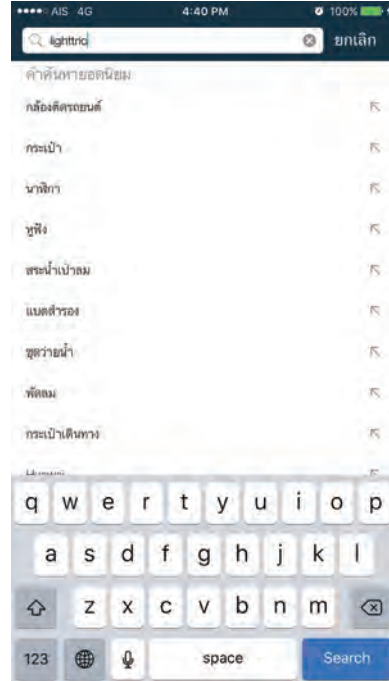 AIS 4G 4:40 PM 100%
lighttric ยกเลิก
คำค้นหายอดนิยม
กล้องติดรถยนต์
กระเป๋า
นาฬิกา
หูฟัง
สระน้ำเป่าลม
แบตสำรอง
ชุดว่ายน้ำ
พัดลม
กระเป๋าเดินทาง
Huawei
q w e r t y u i o p
a s d f g h j k l
z x c v b n m
123 space Search